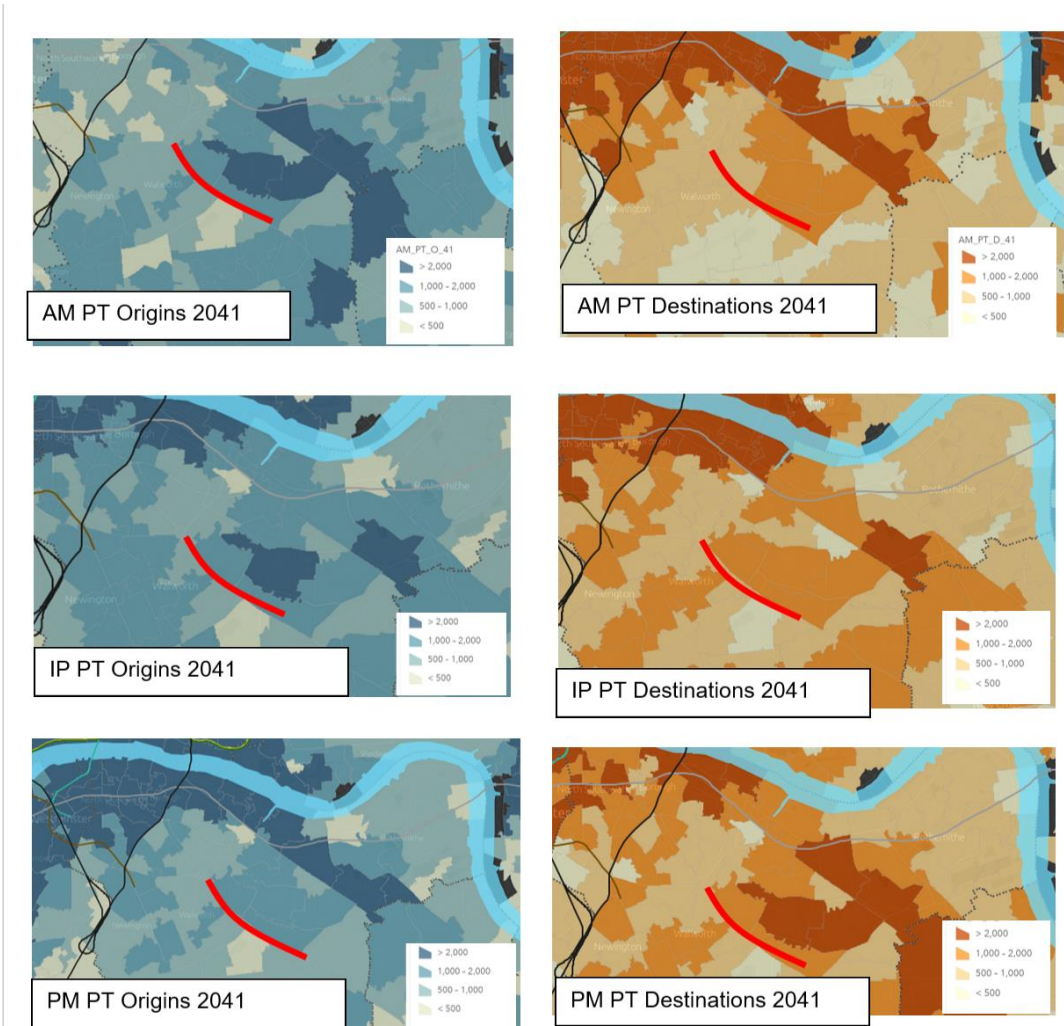 Walworth
Newington
AM_PT_O_41
> 2,000
1,000 - 2,000
500 - 1,000
< 500
AM PT Origins 2041
Walworth
Newington
AM_PT_D_41
> 2,000
1,000 - 2,000
500 - 1,000
< 500
AM PT Destinations 2041
Rotherhithe
Walworth
Newington
> 2,000
1,000 - 2,000
500 - 1,000
< 500
IP PT Origins 2041
Rotherhithe
Walworth
Newington
> 2,000
1,000 - 2,000
500 - 1,000
< 500
IP PT Destinations 2041
> 2,000
1,000 - 2,000
500 - 1,000
< 500
PM PT Origins 2041
Walworth
Newington
> 2,000
1,000 - 2,000
500 - 1,000
< 500
PM PT Destinations 2041